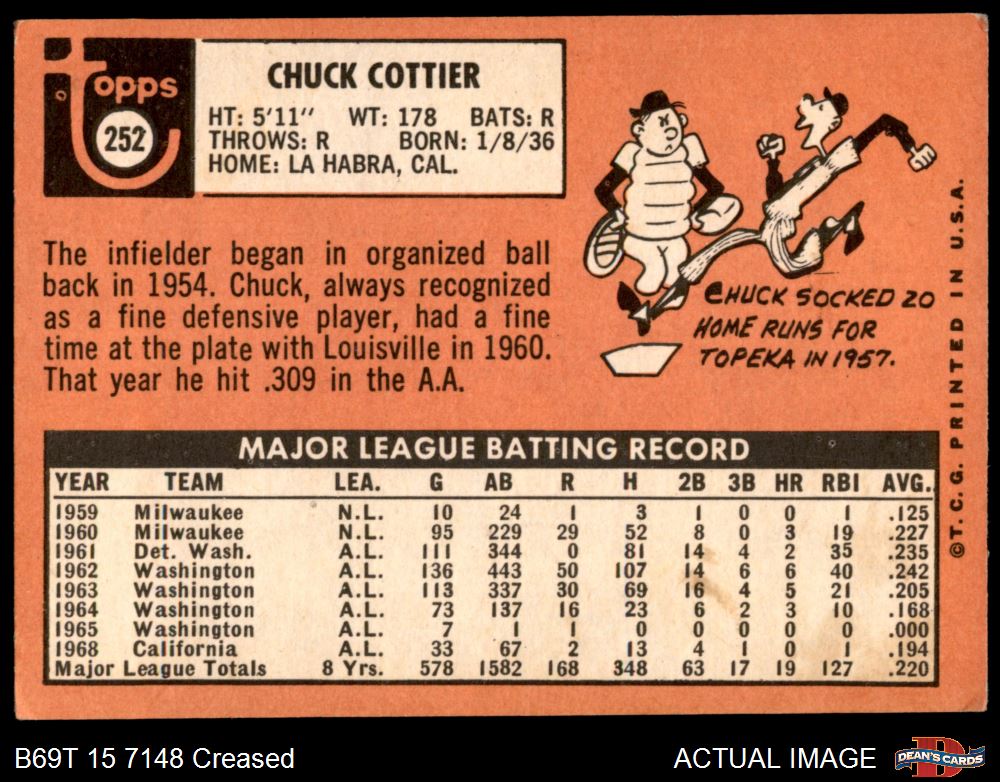 Topps
252
CHUCK COTTIER
HT: 5'11" WT: 178 BATS: R
THROWS: R BORN: 1/8/36
HOME: LA HABRA, CAL.
The infielder began in organized ball
back in 1954. Chuck, always recognized
as a fine defensive player, had a fine
time at the plate with Louisville in 1960.
That year he hit .309 in the A.A.
CHUCK SOCKED 20
HOME RUNS FOR
TOPEKA IN 1957.
©T.C.G. PRINTED IN U.S.A.
MAJOR LEAGUE BATTING RECORD
YEAR TEAM LEA. G AB R H 2B 3B HR RBI AVG.
1959 Milwaukee N.L. 10 24 1 3 1 0 0 1 .125
1960 Milwaukee N.L. 95 229 29 52 8 0 3 19 .227
1961 Det. Wash. A.L. 111 344 0 81 14 4 2 35 .235
1962 Washington A.L. 136 443 50 107 14 6 6 40 .242
1963 Washington A.L. 113 337 30 69 16 4 5 21 .205
1964 Washington A.L. 73 137 16 23 6 2 3 10 .168
1965 Washington A.L. 7 1 1 0 0 0 0 0 .000
1968 California A.L. 33 67 2 13 4 1 0 1 .194
Major League Totals 8 Yrs. 578 1582 168 348 63 17 19 127 .220
B69T 15 7148 Creased
ACTUAL IMAGE
D
DEAN'S CARDS